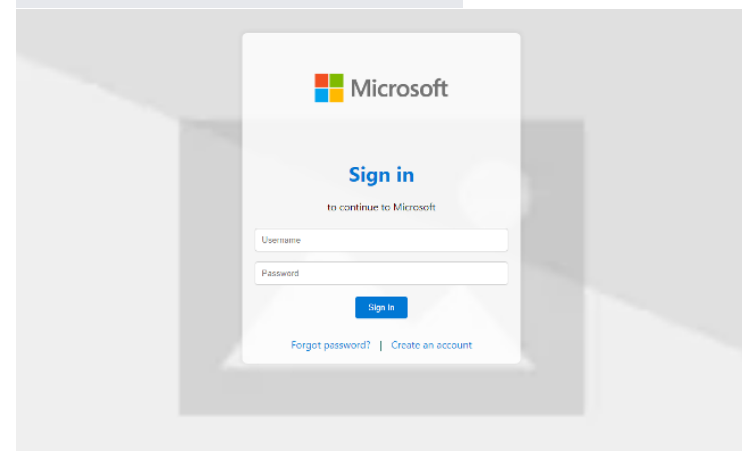 Microsoft
Sign in
to continue to Microsoft
Username
Password
Sign In
Forgot password? | Create an account